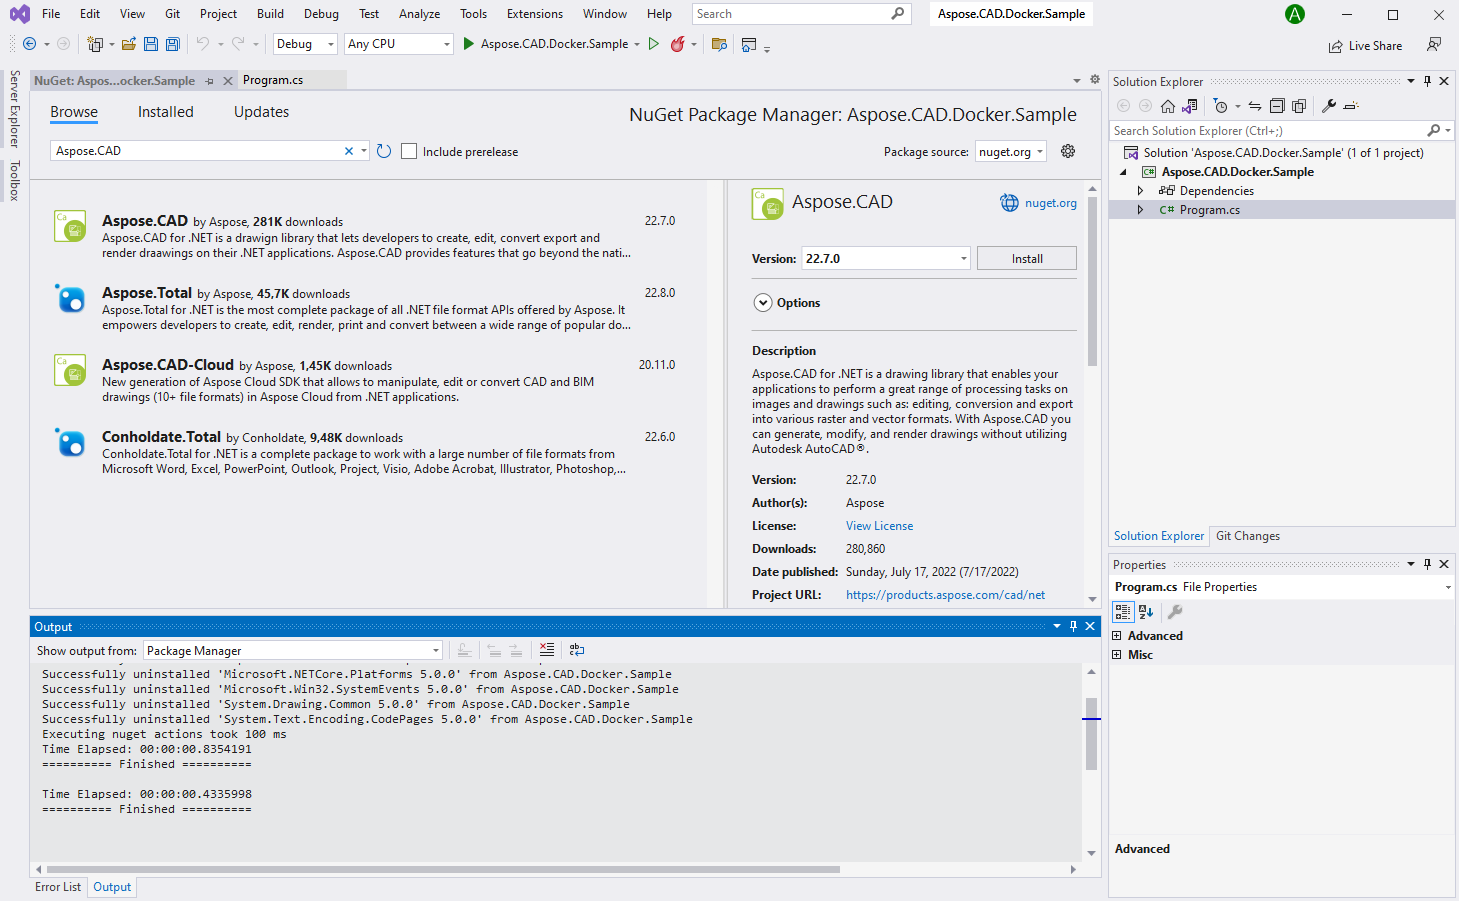 File Edit View Git Project Build Debug Test Analyze Tools Extensions Window Help Search Aspose.CAD.Docker.Sample A
Debug Any CPU Aspose.CAD.Docker.Sample Live Share
Server Explorer
Toolbox
NuGet: Aspos...ocker.Sample Program.cs
Browse Installed Updates NuGet Package Manager: Aspose.CAD.Docker.Sample
Aspose.CAD Include prerelease Package source: nuget.org
Aspose.CAD by Aspose, 281K downloads 22.7.0
Aspose.CAD for .NET is a drawign library that lets developers to create, edit, convert export and
render draawings on their .NET applications. Aspose.CAD provides features that go beyond the nati...
Aspose.Total by Aspose, 45,7K downloads 22.8.0
Aspose.Total for .NET is the most complete package of all .NET file format APIs offered by Aspose. It
empowers developers to create, edit, render, print and convert between a wide range of popular do...
Aspose.CAD-Cloud by Aspose, 1,45K downloads 20.11.0
New generation of Aspose Cloud SDK that allows to manipulate, edit or convert CAD and BIM
drawings (10+ file formats) in Aspose Cloud from .NET applications.
Conholdate.Total by Conholdate, 9,48K downloads 22.6.0
Conholdate.Total for .NET is a complete package to work with a large number of file formats from
Microsoft Word, Excel, PowerPoint, Outlook, Project, Visio, Adobe Acrobat, Illustrator, Photoshop,...
Aspose.CAD nuget.org
Version: 22.7.0 Install
Options
Description
Aspose.CAD for .NET is a drawing library that enables your
applications to perform a great range of processing tasks on
images and drawings such as: editing, conversion and export
into various raster and vector formats. With Aspose.CAD you
can generate, modify, and render drawings without utilizing
Autodesk AutoCAD®.
Version: 22.7.0
Author(s): Aspose
License: View License
Downloads: 280,860
Date published: Sunday, July 17, 2022 (7/17/2022)
Project URL: https://products.aspose.com/cad/net
Output
Show output from: Package Manager
Successfully uninstalled 'Microsoft.NETCore.Platforms 5.0.0' from Aspose.CAD.Docker.Sample
Successfully uninstalled 'Microsoft.Win32.SystemEvents 5.0.0' from Aspose.CAD.Docker.Sample
Successfully uninstalled 'System.Drawing.Common 5.0.0' from Aspose.CAD.Docker.Sample
Successfully uninstalled 'System.Text.Encoding.CodePages 5.0.0' from Aspose.CAD.Docker.Sample
Executing nuget actions took 100 ms
Time Elapsed: 00:00:00.8354191
========== Finished ==========
Time Elapsed: 00:00:00.4335998
========== Finished ==========
Error List Output
Solution Explorer
Search Solution Explorer (Ctrl+;)
Solution 'Aspose.CAD.Docker.Sample' (1 of 1 project)
C# Aspose.CAD.Docker.Sample
Dependencies
C# Program.cs
Solution Explorer Git Changes
Properties
Program.cs File Properties
Advanced
Misc
Advanced